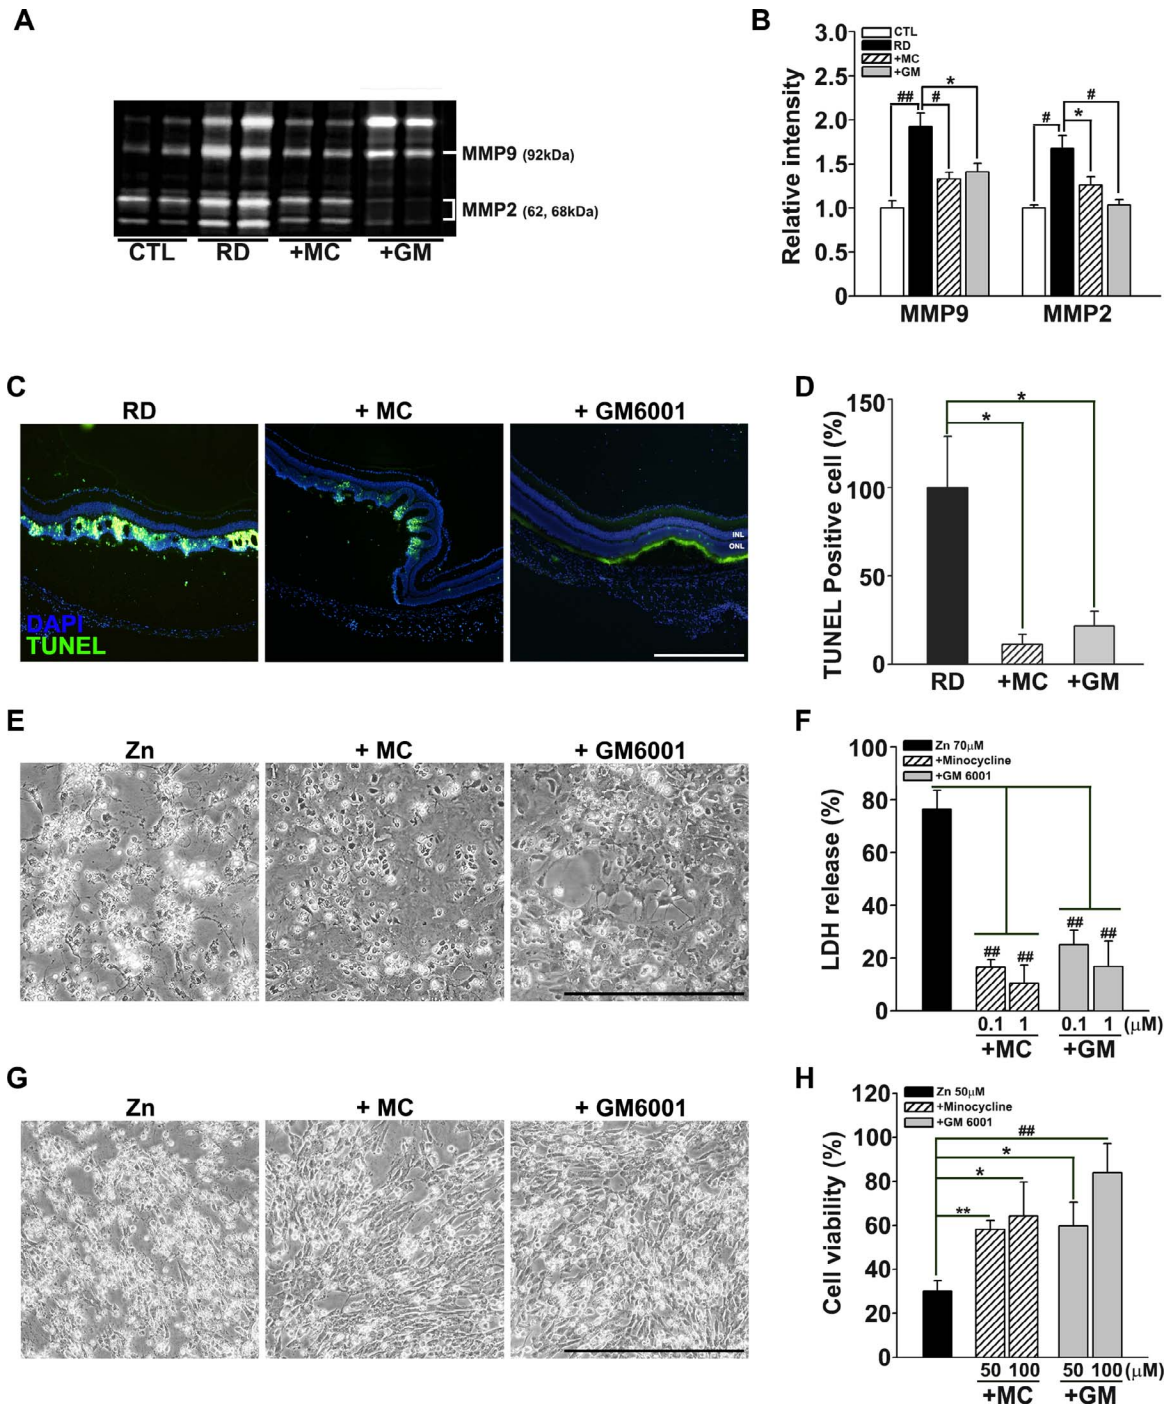 A
MMP9 (92kDa)
MMP2 (62, 68kDa)
CTL RD +MC +GM
B
CTL
RD
+MC
+GM
Relative intensity
3.0
2.5
2.0
1.5
1.0
0.5
0
## # *
# * #
MMP9 MMP2
C
RD + MC + GM6001
INL
ONL
DAPI
TUNEL
D
TUNEL Positive cell (%)
150
100
50
0
*
*
RD +MC +GM
E
Zn + MC + GM6001
F
Zn 70μM
+Minocycline
+GM 6001
LDH release (%)
100
80
60
40
20
0
## ## ## ##
0.1 1 0.1 1 (μM)
+MC +GM
G
Zn + MC + GM6001
H
Zn 50μM
+Minocycline
+GM 6001
Cell viability (%)
120
100
80
60
40
20
0
##
*
*
**
50 100 50 100 (μM)
+MC +GM